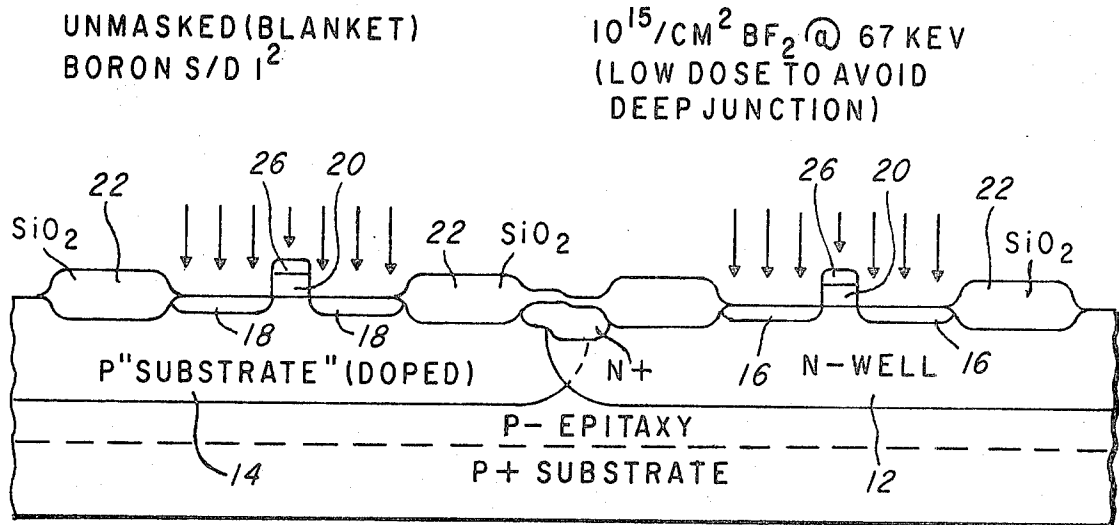 UNMASKED (BLANKET)
BORON S/D I²
10¹⁵/CM² BF₂ @ 67 KEV
(LOW DOSE TO AVOID
DEEP JUNCTION)
22
26
20
22
SiO₂
26
20
22
SiO₂
SiO₂
18
18
N+
16
16
P"SUBSTRATE"(DOPED)
N-WELL
P- EPITAXY
14
P+ SUBSTRATE
12